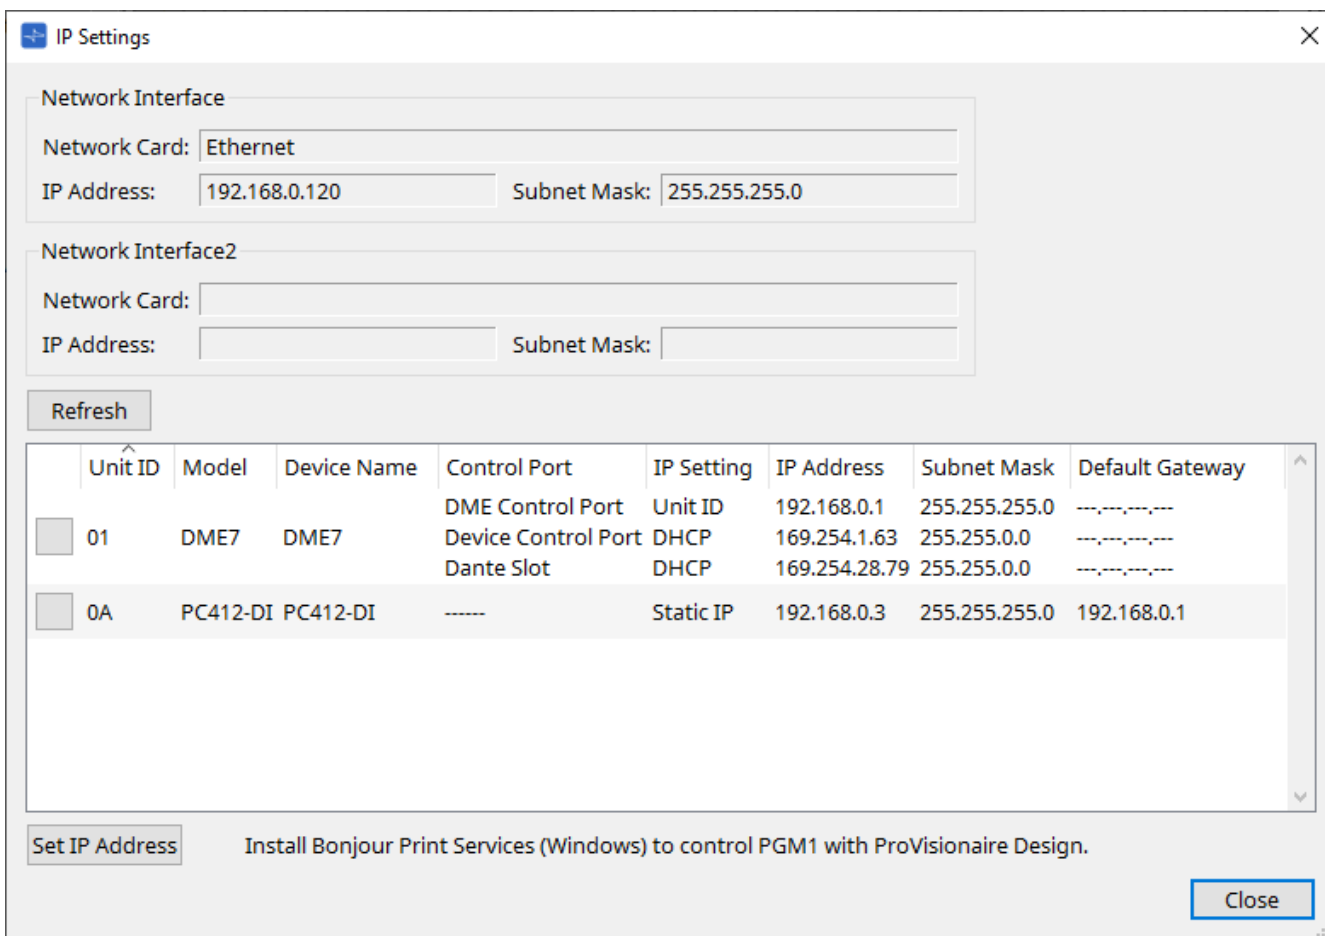 IP Settings
Network Interface
Network Card: Ethernet
IP Address: 192.168.0.120 Subnet Mask: 255.255.255.0
Network Interface2
Network Card:
IP Address: Subnet Mask:
Refresh
Unit ID Model Device Name Control Port IP Setting IP Address Subnet Mask Default Gateway
DME Control Port Unit ID 192.168.0.1 255.255.255.0 ---.---.---.---
01 DME7 DME7 Device Control Port DHCP 169.254.1.63 255.255.0.0 ---.---.---.---
Dante Slot DHCP 169.254.28.79 255.255.0.0 ---.---.---.---
0A PC412-DI PC412-DI ------ Static IP 192.168.0.3 255.255.255.0 192.168.0.1
Set IP Address Install Bonjour Print Services (Windows) to control PGM1 with ProVisionaire Design.
Close